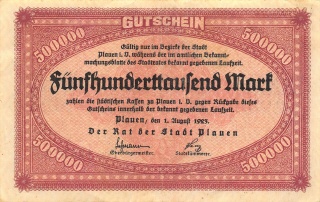 GUTSCHEIN
500000 500000
Gültig nur im Bezirke der Stadt
Plauen i. V. während der im amtlichen Bekannt-
machungsblatte des Stadtrates bekannt gegebenen Laufzeit.
Fünfhunderttausend Mark
zahlen die städtischen Kassen zu Plauen i. V. gegen Rückgabe dieses
Gutscheins innerhalb der bekannt gegebenen Laufzeit.
Plauen, den 1. August 1923.
Der Rat der Stadt Plauen
Oberbürgermeister. Stadtkämmerer.
500000 500000